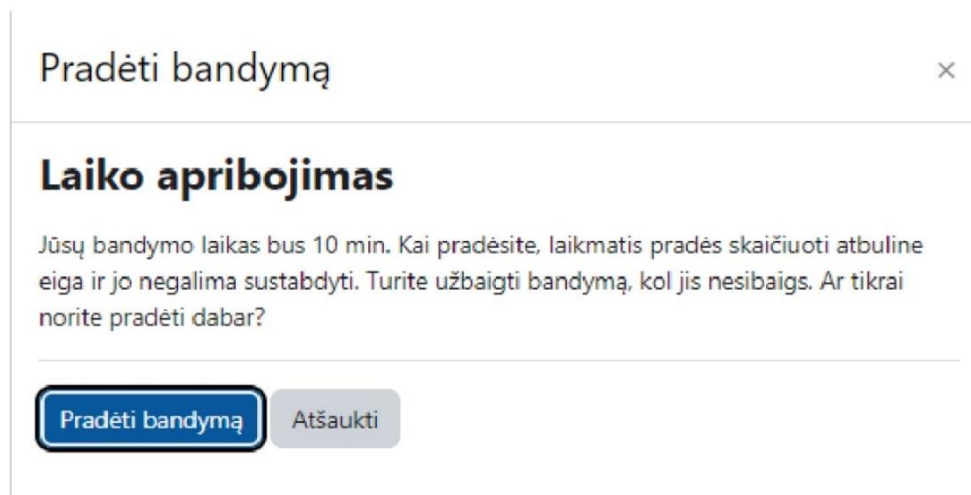 Pradėti bandymą
×
Laiko apribojimas
Jūsų bandymo laikas bus 10 min. Kai pradėsite, laikmatis pradės skaičiuoti atbuline
eiga ir jo negalima sustabdyti. Turite užbaigti bandymą, kol jis nesibaigs. Ar tikrai
norite pradėti dabar?
Pradėti bandymą
Atšaukti